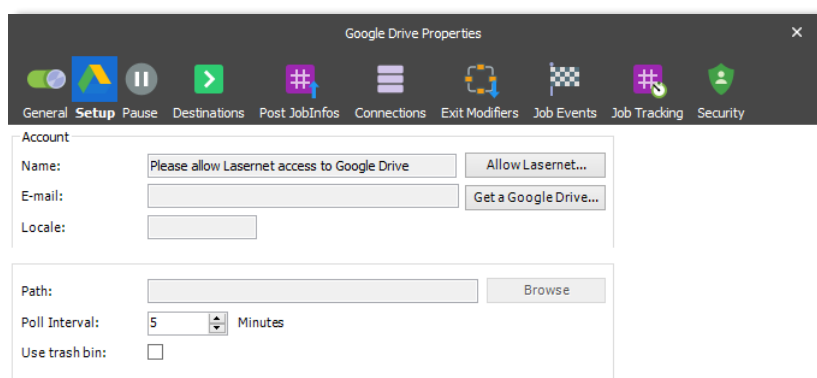 Google Drive Properties
General Setup Pause Destinations Post JobInfos Connections Exit Modifiers Job Events Job Tracking Security
Account
Name: Please allow Lasernet access to Google Drive Allow Lasernet...
E-mail: Get a Google Drive...
Locale:
Path: Browse
Poll Interval: 5 Minutes
Use trash bin: